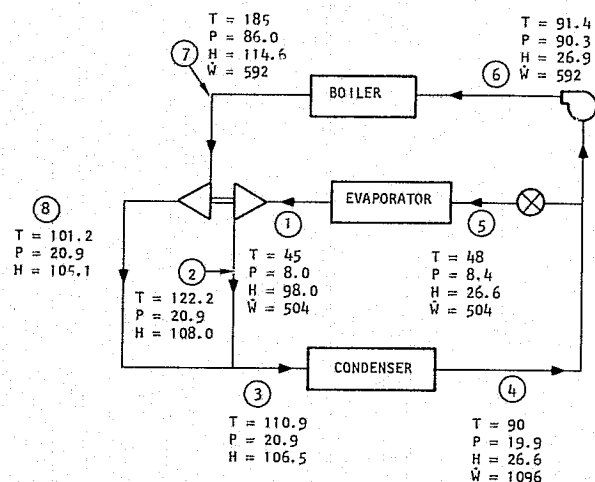 T = 185
P = 86.0
H = 114.6
Ẇ = 592
7
BOILER
T = 91.4
P = 90.3
H = 26.9
Ẇ = 592
6
8
T = 101.2
P = 20.9
H = 105.1
EVAPORATOR
1
5
2
T = 45
P = 8.0
H = 98.0
Ẇ = 504
T = 48
P = 8.4
H = 26.6
Ẇ = 504
T = 122.2
P = 20.9
H = 108.0
CONDENSER
3
4
T = 110.9
P = 20.9
H = 106.5
T = 90
P = 19.9
H = 26.6
Ẇ = 1096